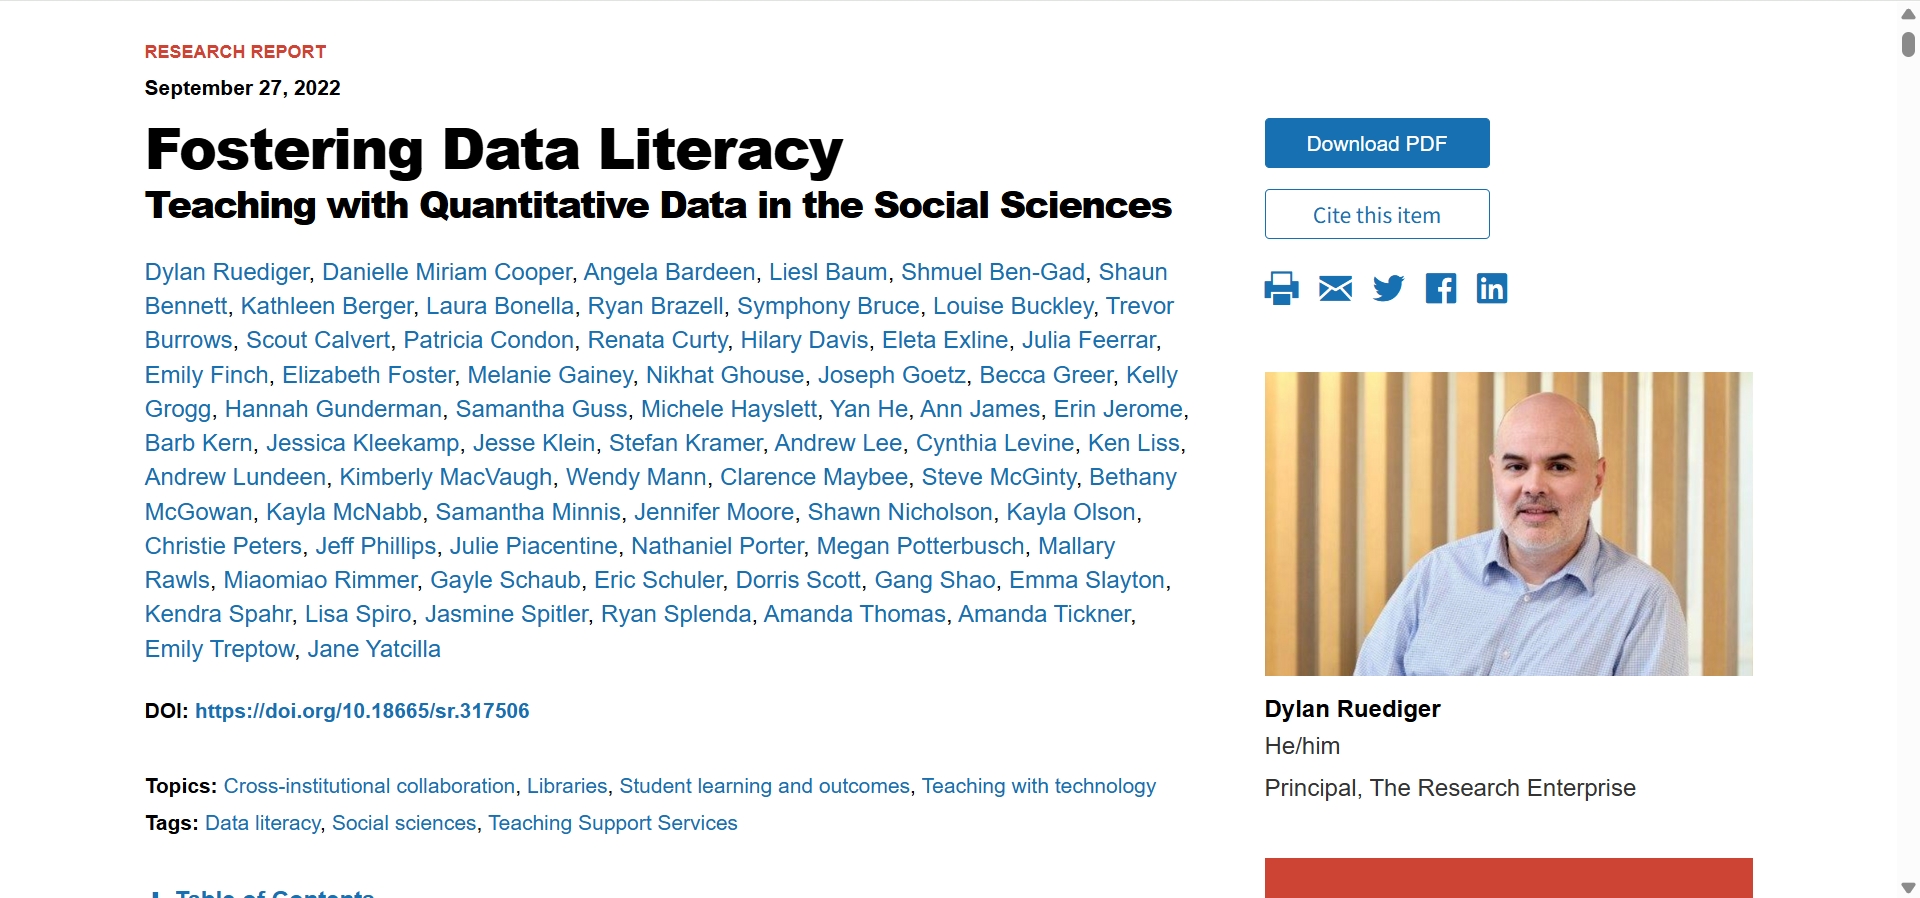 RESEARCH REPORT
September 27, 2022
Fostering Data Literacy
Teaching with Quantitative Data in the Social Sciences
Dylan Ruediger, Danielle Miriam Cooper, Angela Bardeen, Liesl Baum, Shmuel Ben-Gad, Shaun
Bennett, Kathleen Berger, Laura Bonella, Ryan Brazell, Symphony Bruce, Louise Buckley, Trevor
Burrows, Scout Calvert, Patricia Condon, Renata Curty, Hilary Davis, Eleta Exline, Julia Feerrar,
Emily Finch, Elizabeth Foster, Melanie Gainey, Nikhat Ghouse, Joseph Goetz, Becca Greer, Kelly
Grogg, Hannah Gunderman, Samantha Guss, Michele Hayslett, Yan He, Ann James, Erin Jerome,
Barb Kern, Jessica Kleekamp, Jesse Klein, Stefan Kramer, Andrew Lee, Cynthia Levine, Ken Liss,
Andrew Lundeen, Kimberly MacVaugh, Wendy Mann, Clarence Maybee, Steve McGinty, Bethany
McGowan, Kayla McNabb, Samantha Minnis, Jennifer Moore, Shawn Nicholson, Kayla Olson,
Christie Peters, Jeff Phillips, Julie Piacentine, Nathaniel Porter, Megan Potterbusch, Mallary
Rawls, Miaomiao Rimmer, Gayle Schaub, Eric Schuler, Dorris Scott, Gang Shao, Emma Slayton,
Kendra Spahr, Lisa Spiro, Jasmine Spitler, Ryan Splenda, Amanda Thomas, Amanda Tickner,
Emily Treptow, Jane Yatcilla
DOI: https://doi.org/10.18665/sr.317506
Topics: Cross-institutional collaboration, Libraries, Student learning and outcomes, Teaching with technology
Tags: Data literacy, Social sciences, Teaching Support Services
Table of Contents
Download PDF
Cite this item
Dylan Ruediger
He/him
Principal, The Research Enterprise